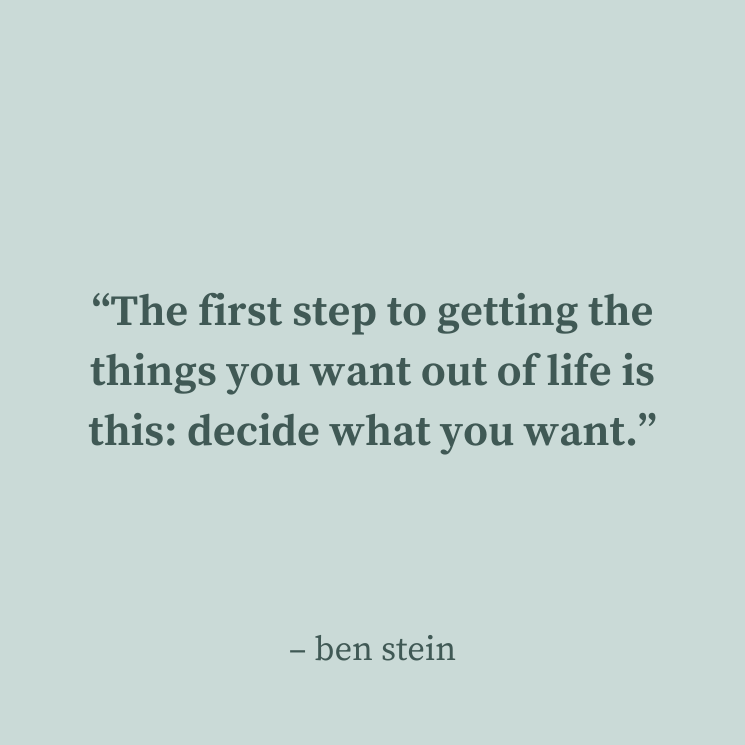 “The first step to getting the
things you want out of life is
this: decide what you want.”
– ben stein